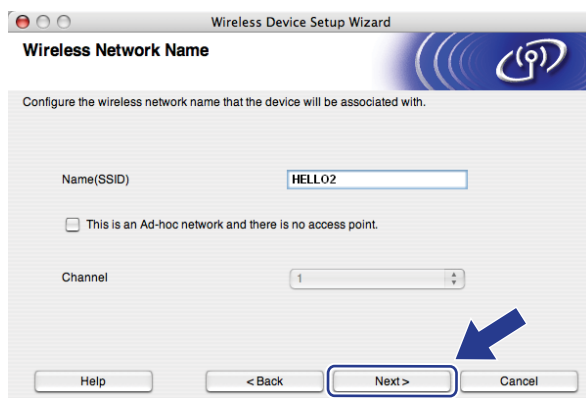 Wireless Device Setup Wizard
Wireless Network Name
Configure the wireless network name that the device will be associated with.
Name(SSID) HELLO2
This is an Ad-hoc network and there is no access point.
Channel 1
Help <Back Next> Cancel